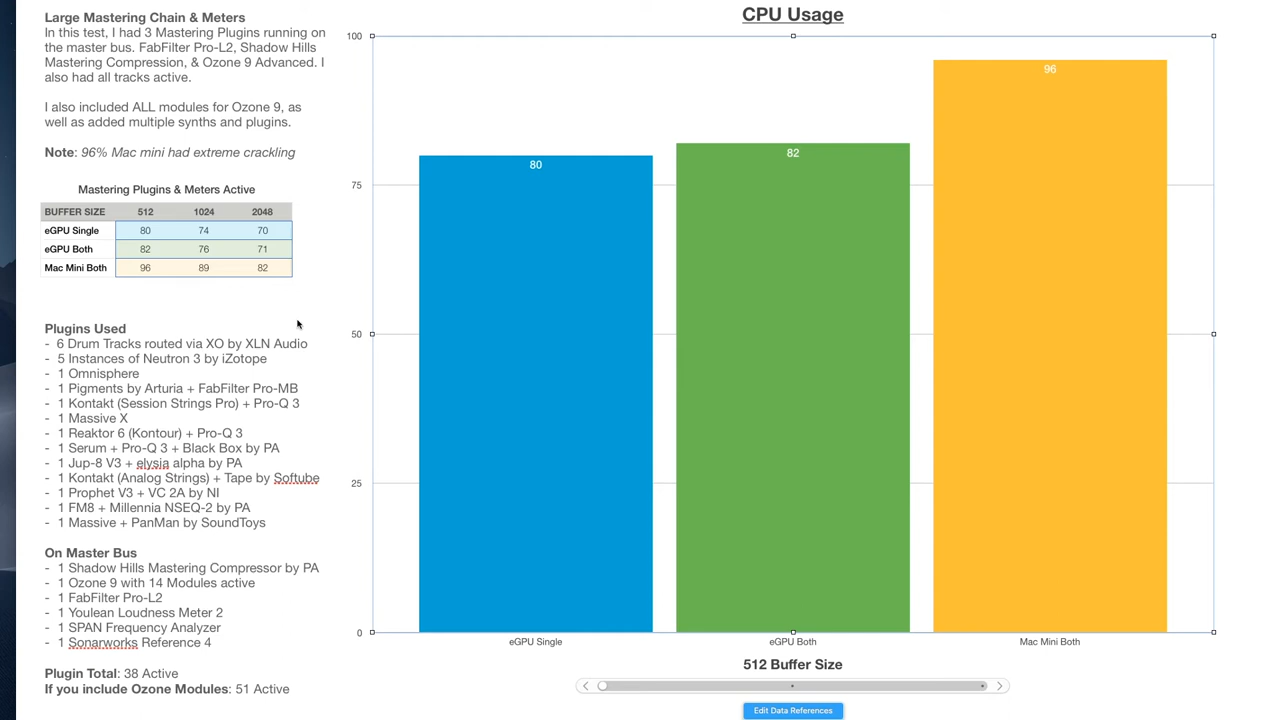 Large Mastering Chain & Meters
In this test, I had 3 Mastering Plugins running on
the master bus. FabFilter Pro-L2, Shadow Hills
Mastering Compression, & Ozone 9 Advanced. I
also had all tracks active.
I also included ALL modules for Ozone 9, as
well as added multiple synths and plugins.
Note: 96% Mac mini had extreme crackling
Mastering Plugins & Meters Active
BUFFER SIZE 512 1024 2048
eGPU Single 80 74 70
eGPU Both 82 76 71
Mac Mini Both 96 89 82
Plugins Used
- 6 Drum Tracks routed via XO by XLN Audio
- 5 Instances of Neutron 3 by iZotope
- 1 Omnisphere
- 1 Pigments by Arturia + FabFilter Pro-MB
- 1 Kontakt (Session Strings Pro) + Pro-Q 3
- 1 Massive X
- 1 Reaktor 6 (Kontour) + Pro-Q 3
- 1 Serum + Pro-Q 3 + Black Box by PA
- 1 Jup-8 V3 + elysia alpha by PA
- 1 Kontakt (Analog Strings) + Tape by Softube
- 1 Prophet V3 + VC 2A by NI
- 1 FM8 + Millennia NSEQ-2 by PA
- 1 Massive + PanMan by SoundToys
On Master Bus
- 1 Shadow Hills Mastering Compressor by PA
- 1 Ozone 9 with 14 Modules active
- 1 FabFilter Pro-L2
- 1 Youlean Loudness Meter 2
- 1 SPAN Frequency Analyzer
- 1 Sonarworks Reference 4
Plugin Total: 38 Active
If you include Ozone Modules: 51 Active
CPU Usage
100
75
50
25
0
80
82
96
eGPU Single
eGPU Both
Mac Mini Both
512 Buffer Size
Edit Data References